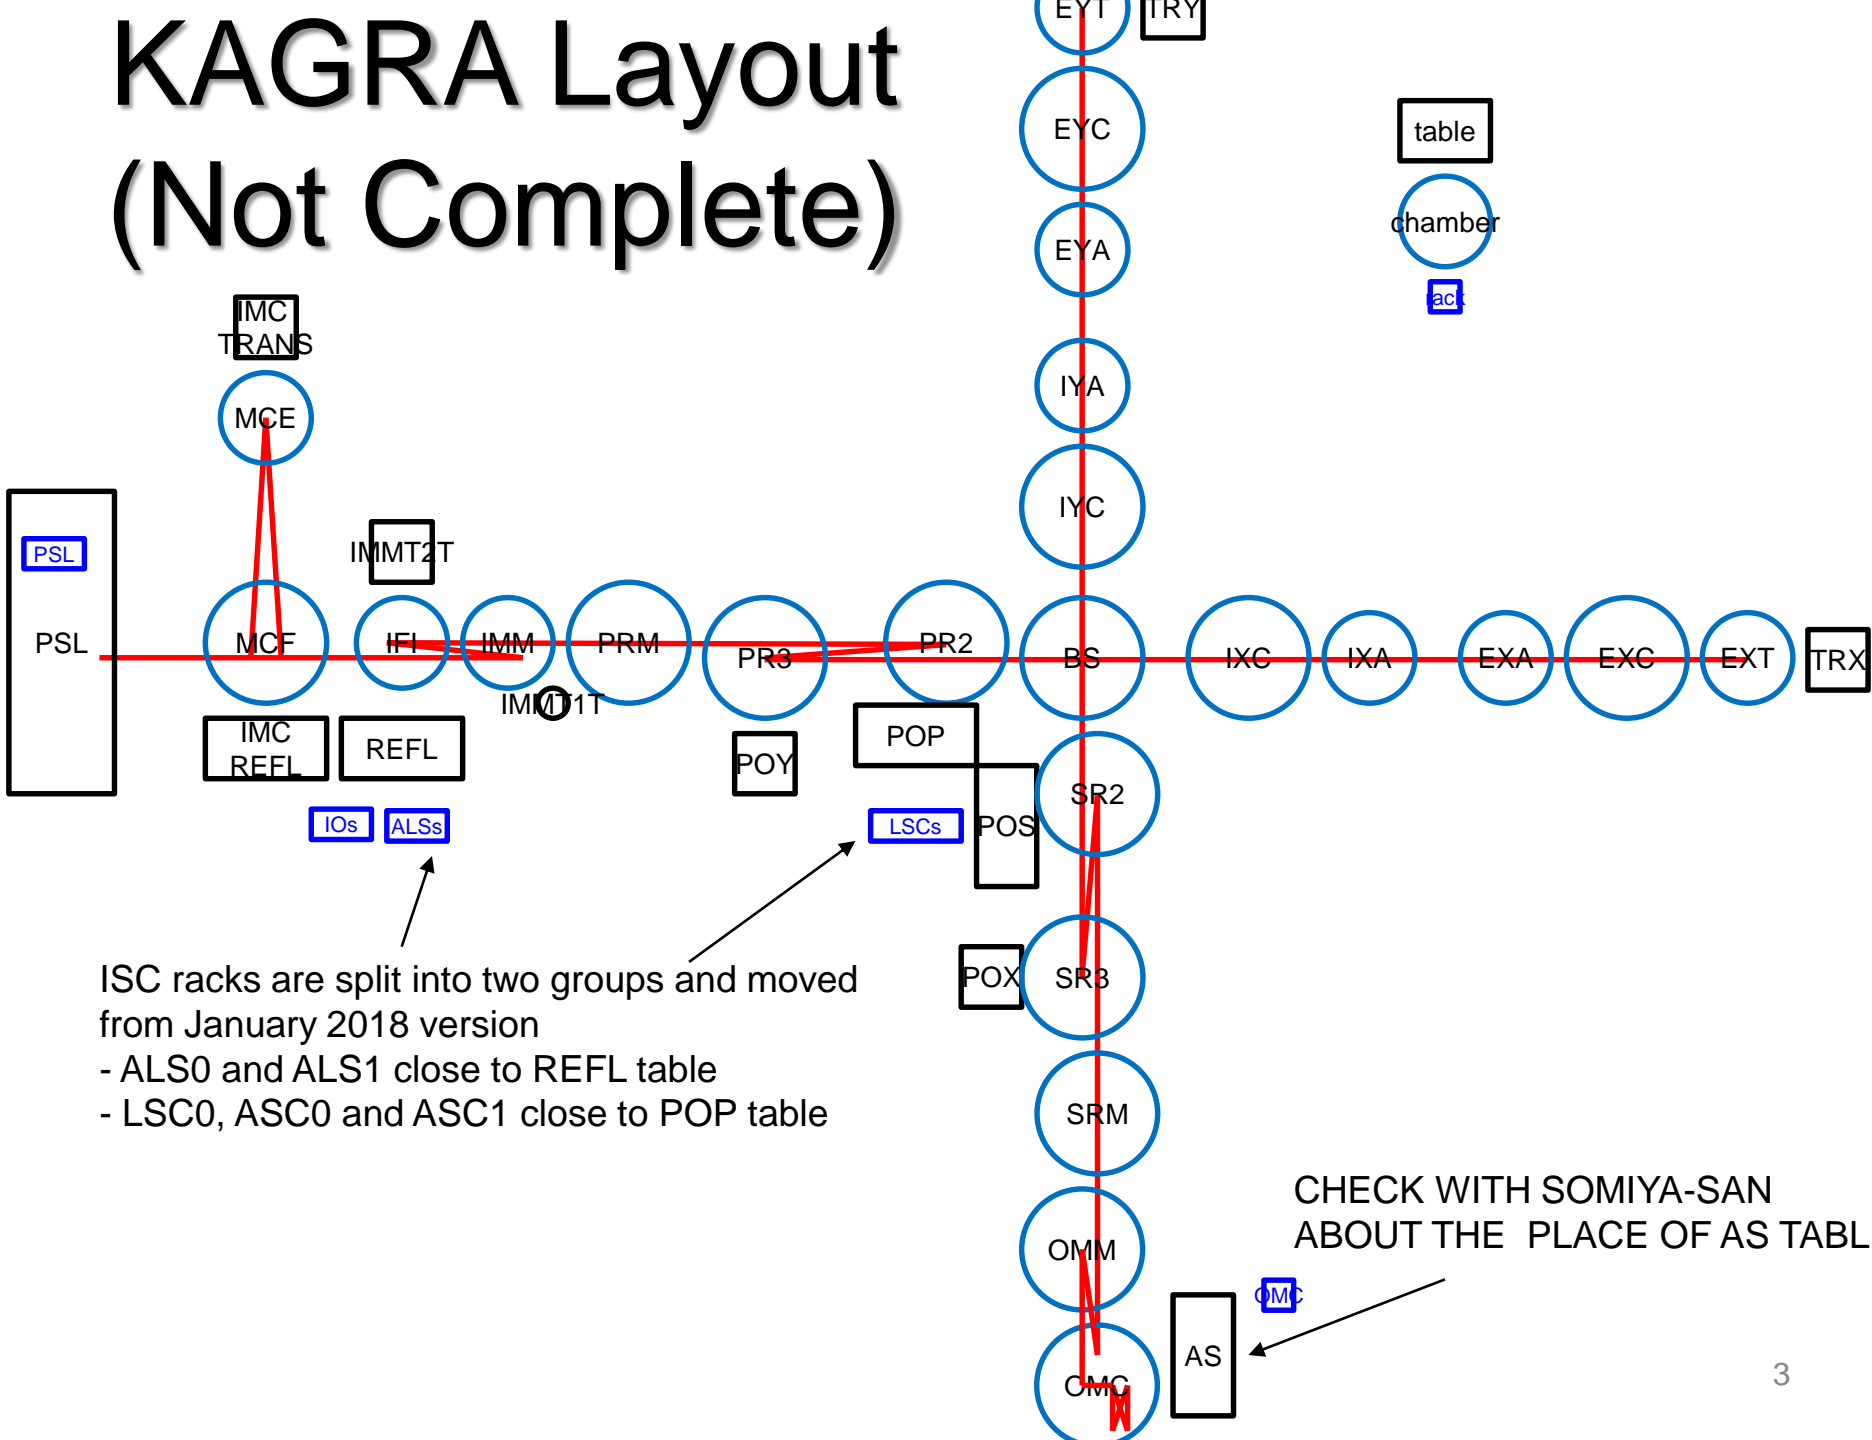 KAGRA Layout
(Not Complete)
EYT
TRY
EYC
table
chamber
EYA
rack
IMC
TRANS
IYA
MCE
IYC
IMMT2T
PSL
PSL
MCF
IFI
IMM
PRM
PR3
PR2
BS
IXC
IXA
EXA
EXC
EXT
TRX
IMMT1T
IMC
REFL
REFL
POY
POP
SR2
IOs
ALSs
LSCs
POS
POX
SR3
ISC racks are split into two groups and moved
from January 2018 version
- ALS0 and ALS1 close to REFL table
- LSC0, ASC0 and ASC1 close to POP table
SRM
CHECK WITH SOMIYA-SAN
ABOUT THE PLACE OF AS TABL
OMM
OMC
AS
OMC
3